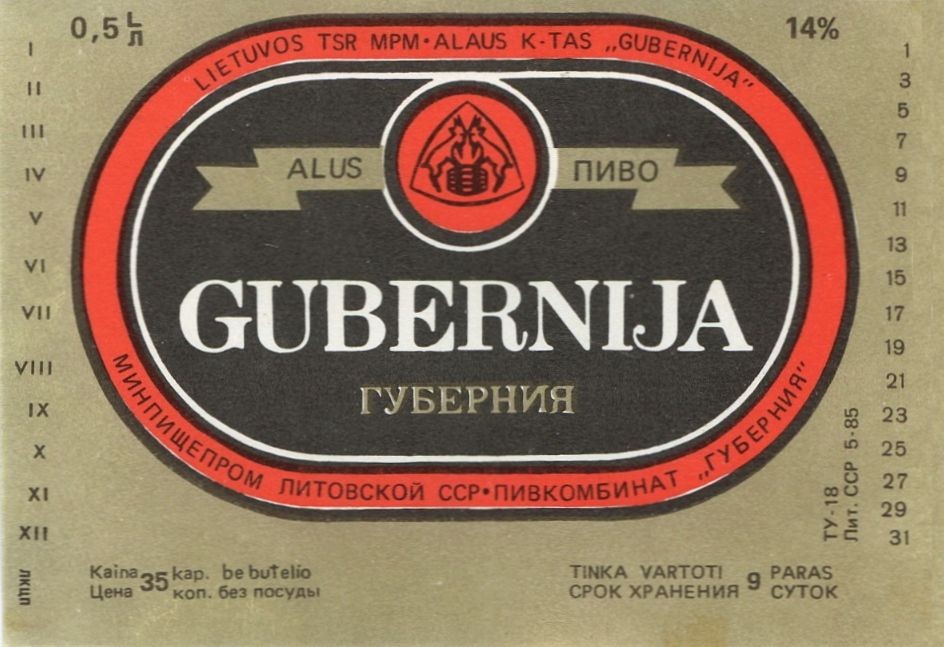 0,5 L
Л
14%
LIETUVOS TSR MPM·ALAUS K-TAS „GUBERNIJA”
ALUS
ПИВО
GUBERNIJA
ГУБЕРНИЯ
МИНПИЩЕПРОМ ЛИТОВСКОЙ ССР·ПИВКОМБИНАТ „ГУБЕРНИЯ”
I
II
III
IV
V
VI
VII
VIII
IX
X
XI
XII
лкцп
1
3
5
7
9
11
13
15
17
19
21
23
25
27
29
31
ТУ-18
Лит. ССР 5-85
Kaina 35 kap. be butelio
Цена коп. без посуды
TINKA VARTOTI 9 PARAS
СРОК ХРАНЕНИЯ СУТОК